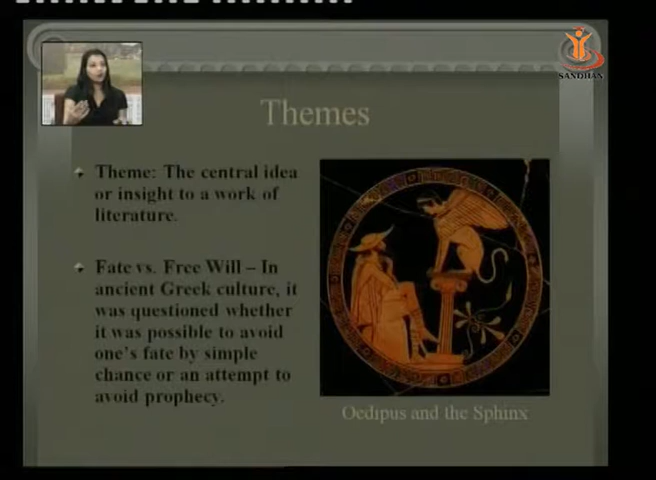 SANDHAN
Themes
Theme: The central idea
or insight to a work of
literature.
Fate vs. Free Will – In
ancient Greek culture, it
was questioned whether
it was possible to avoid
one's fate by simple
chance or an attempt to
avoid prophecy.
Oedipus and the Sphinx